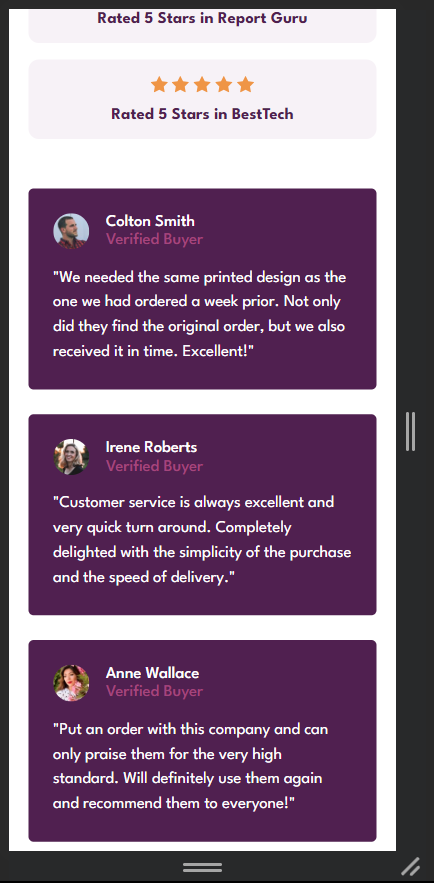 Rated 5 Stars in Report Guru
Rated 5 Stars in BestTech
Colton Smith
Verified Buyer
"We needed the same printed design as the
one we had ordered a week prior. Not only
did they find the original order, but we also
received it in time. Excellent!"
Irene Roberts
Verified Buyer
"Customer service is always excellent and
very quick turn around. Completely
delighted with the simplicity of the purchase
and the speed of delivery."
Anne Wallace
Verified Buyer
"Put an order with this company and can
only praise them for the very high
standard. Will definitely use them again
and recommend them to everyone!"